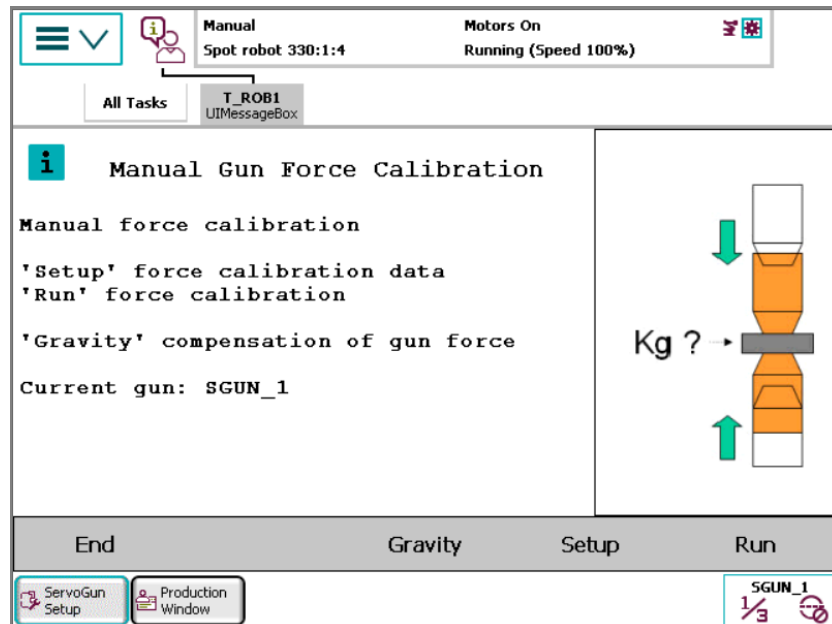 Manual
Motors On
Spot robot 330:1:4
Running (Speed 100%)
All Tasks
T_ROB1
UIMessageBox
i
Manual Gun Force Calibration
Manual force calibration
'Setup' force calibration data
'Run' force calibration
'Gravity' compensation of gun force
Current gun: SGUN_1
Kg ?
End
Gravity
Setup
Run
ServoGun
Setup
Production
Window
SGUN_1
1/3